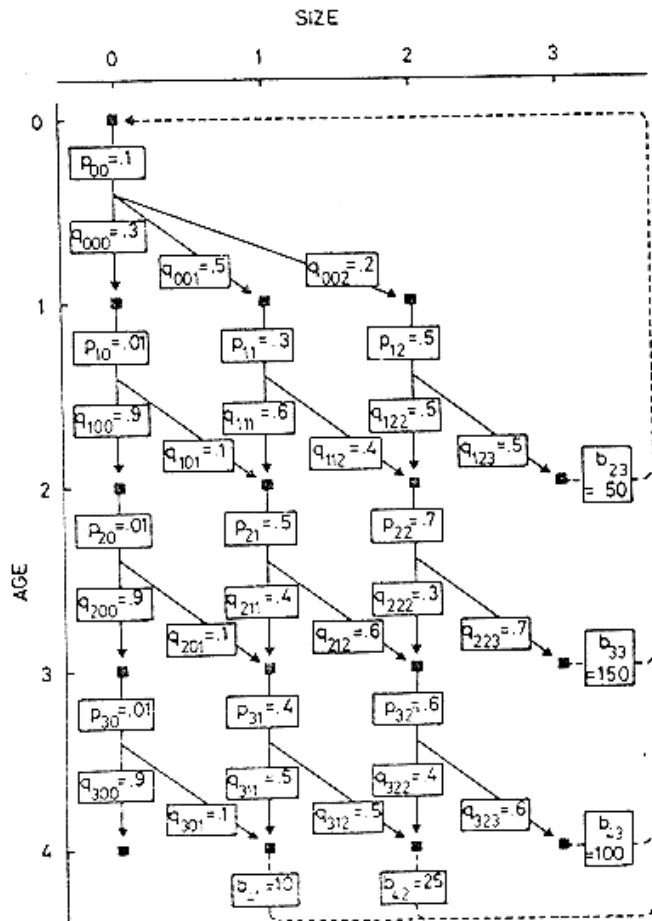 SIZE
0 1 2 3
0
p00=.1
q000=.3
q001=.5
q002=.2
1
p10=.01
p11=.3
p12=.5
q100=.9
q111=.6
q122=.5
q101=.1
q112=.4
q123=.5
b23
=50
2
p20=.01
p21=.5
p22=.7
AGE
q200=.9
q211=.4
q222=.3
q201=.1
q212=.6
q223=.7
b33
=150
3
p30=.01
p31=.4
p32=.6
q300=.9
q311=.5
q322=.4
q301=.1
q312=.5
q323=.6
b43
=100
4
=10
b42=25